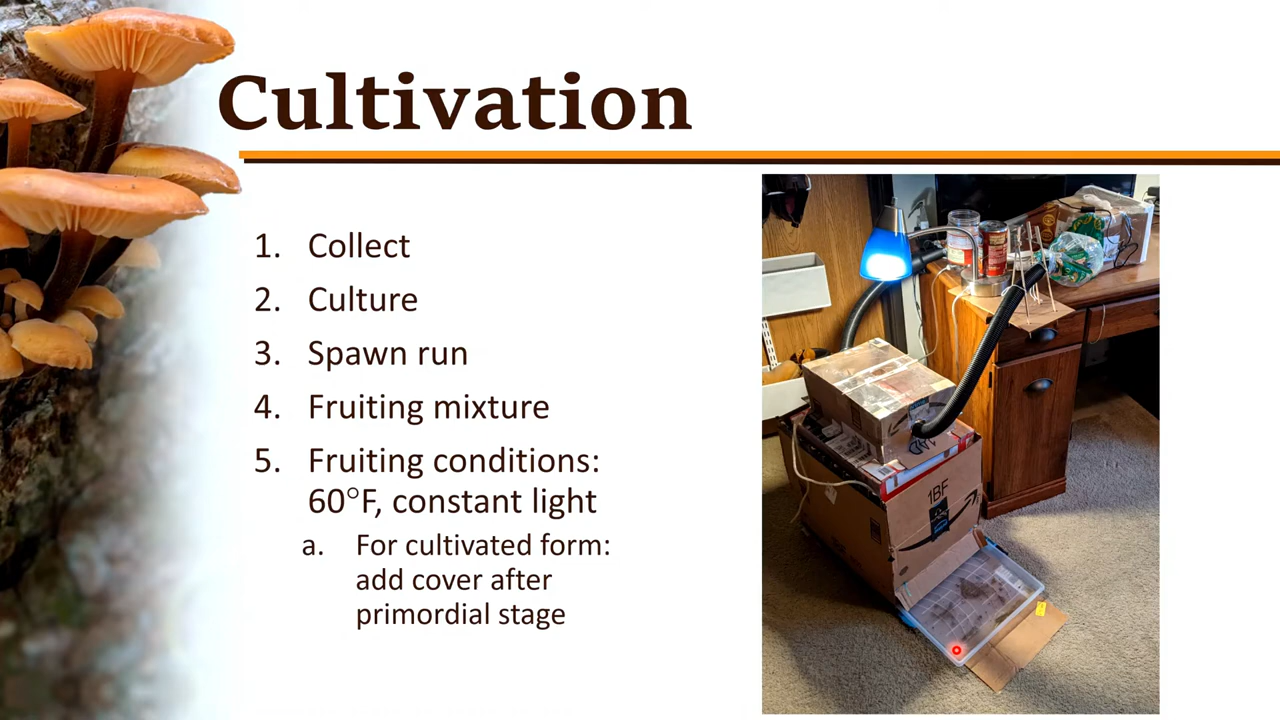 Cultivation
1. Collect
2. Culture
3. Spawn run
4. Fruiting mixture
5. Fruiting conditions:
60°F, constant light
a. For cultivated form:
add cover after
primordial stage
1BF